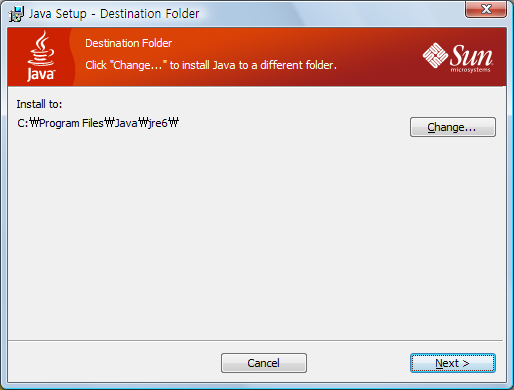 Java Setup - Destination Folder
Java
Destination Folder
Click "Change..." to install Java to a different folder.
Sun
microsystems
Install to:
C:₩Program Files₩Java₩jre6₩
Change...
Cancel
Next >